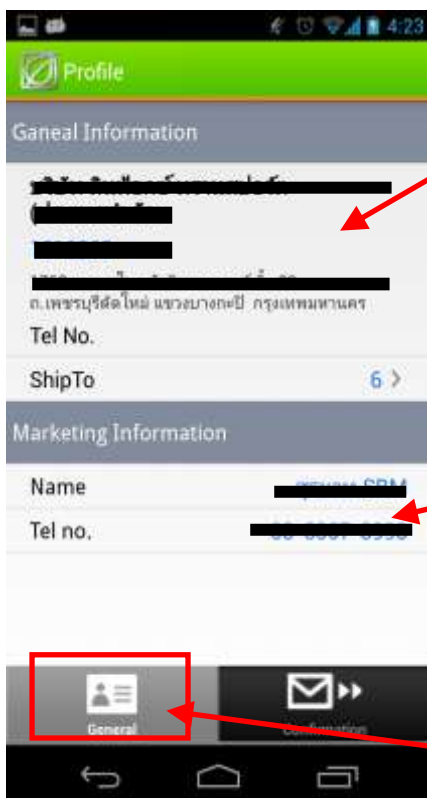 4:23
Profile
Ganeal Information
ถ.เพชรบุรีตัดใหม่ แขวงบางกะปิ กรุงเทพมหานคร
Tel No.
ShipTo 6
Marketing Information
Name
Tel no.
General
Confirmation